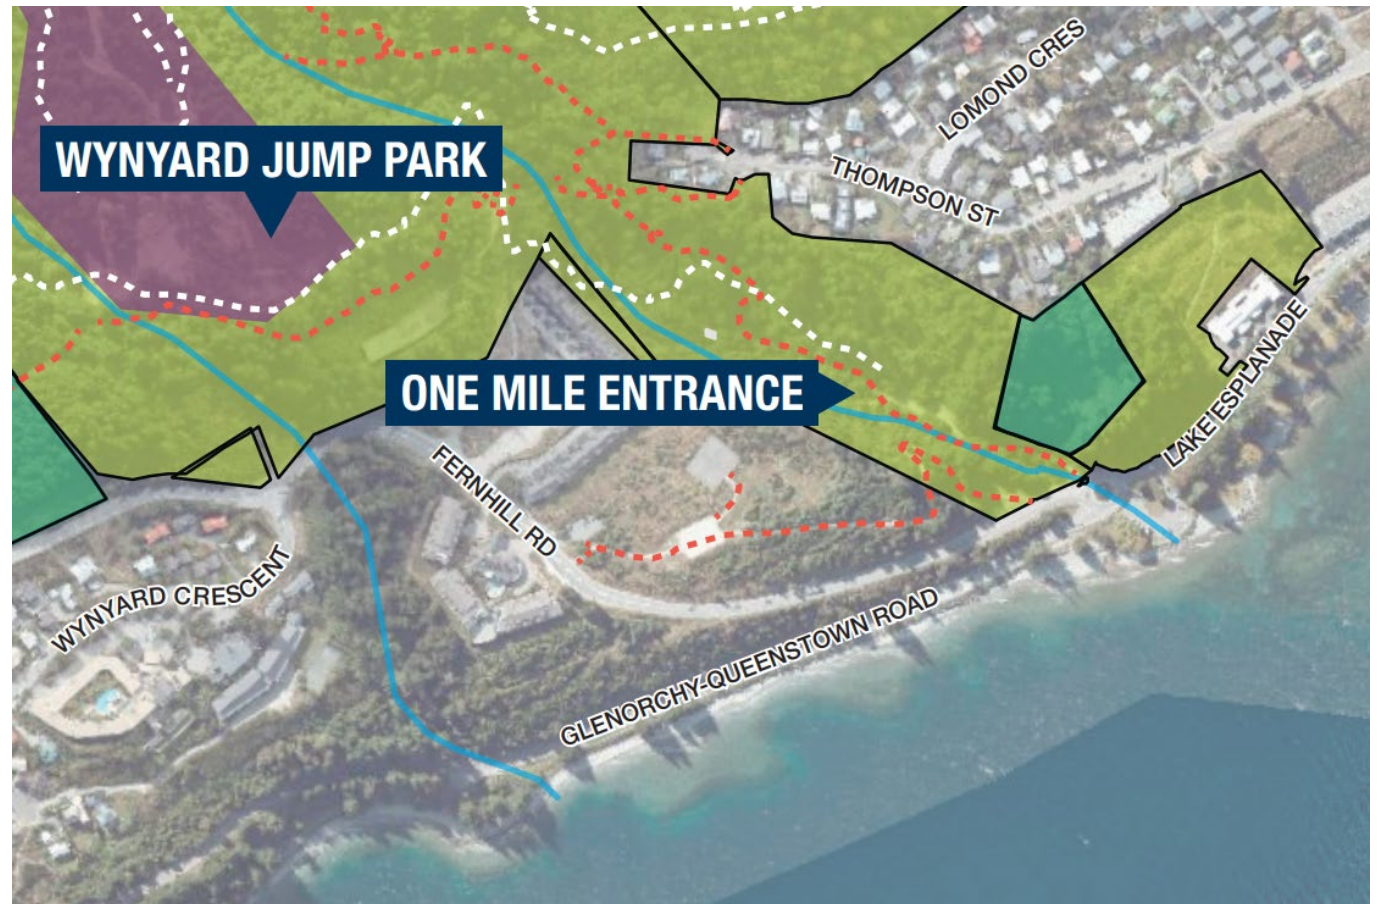 LOMOND CRES
WYNYARD JUMP PARK
THOMPSON ST
ONE MILE ENTRANCE
LAKE ESPLANADE
FERNHILL RD
WYNYARD CRESCENT
GLENORCHY-QUEENSTOWN ROAD